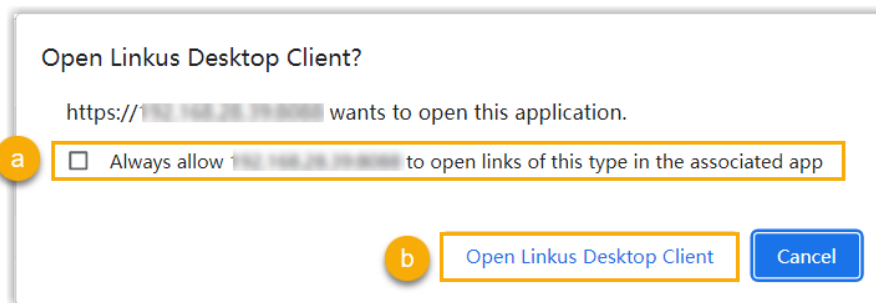 Open Linkus Desktop Client?
https:// wants to open this application.
a
Always allow to open links of this type in the associated app
b
Open Linkus Desktop Client
Cancel